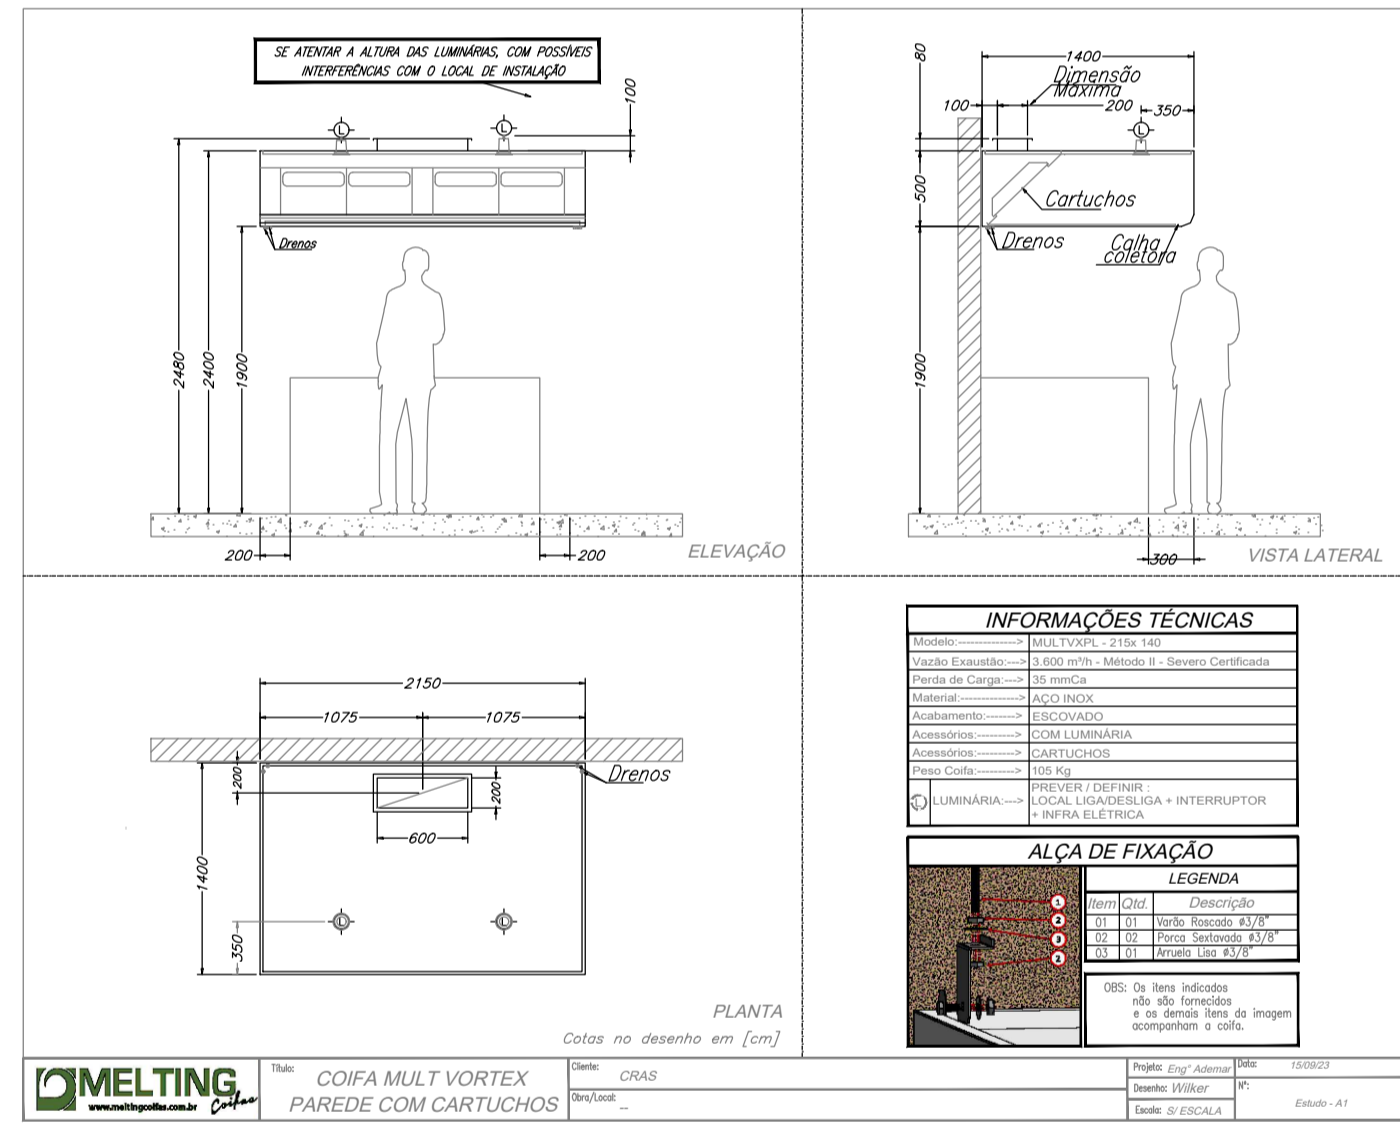 SE ATENTAR A ALTURA DAS LUMINÁRIAS, COM POSSÍVEIS
INTERFERÊNCIAS COM O LOCAL DE INSTALAÇÃO
100
L
L
Drenos
2480
2400
1900
200
200
ELEVAÇÃO
80
1400
Dimensão
Máxima
100
200
350
L
500
Cartuchos
Drenos
Calha
coletora
1900
300
VISTA LATERAL
2150
1075
1075
200
200
Drenos
600
1400
L
L
350
PLANTA
Cotas no desenho em [cm]
INFORMAÇÕES TÉCNICAS
Modelo:--------------> MULTVXPL - 215x 140
Vazão Exaustão:---> 3.600 m³/h - Método II - Severo Certificada
Perda de Carga:---> 35 mmCa
Material:--------------> AÇO INOX
Acabamento:-------> ESCOVADO
Acessórios:---------> COM LUMINÁRIA
Acessórios:---------> CARTUCHOS
Peso Coifa:---------> 105 Kg
PREVER / DEFINIR :
L LUMINÁRIA:---> LOCAL LIGA/DESLIGA + INTERRUPTOR
+ INFRA ELÉTRICA
ALÇA DE FIXAÇÃO
1
2
3
2
LEGENDA
Item Qtd. Descrição
01 01 Varão Roscado ø3/8"
02 02 Porca Sextavada ø3/8"
03 01 Arruela Lisa ø3/8"
OBS: Os itens indicados
não são fornecidos
e os demais itens da imagem
acompanham a coifa.
MELTING
Coifas
www.meltingcoifas.com.br
Título:
COIFA MULT VORTEX
PAREDE COM CARTUCHOS
Cliente:
CRAS
Obra/Local:
--
Projeto: Eng° Ademar
Desenho: Wilker
Escala: S/ ESCALA
Data: 15/09/23
N°:
Estudo - A1